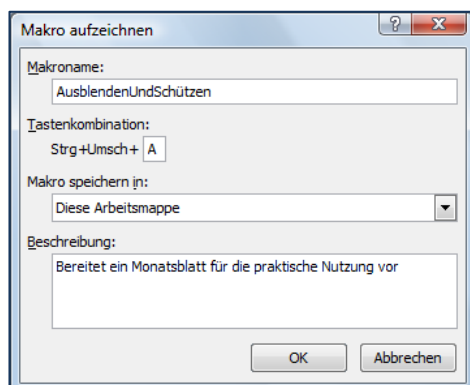 Makro aufzeichnen
Makroname:
AusblendenUndSchützen
Tastenkombination:
Strg+Umsch+ A
Makro speichern in:
Diese Arbeitsmappe
Beschreibung:
Bereitet ein Monatsblatt für die praktische Nutzung vor
OK Abbrechen